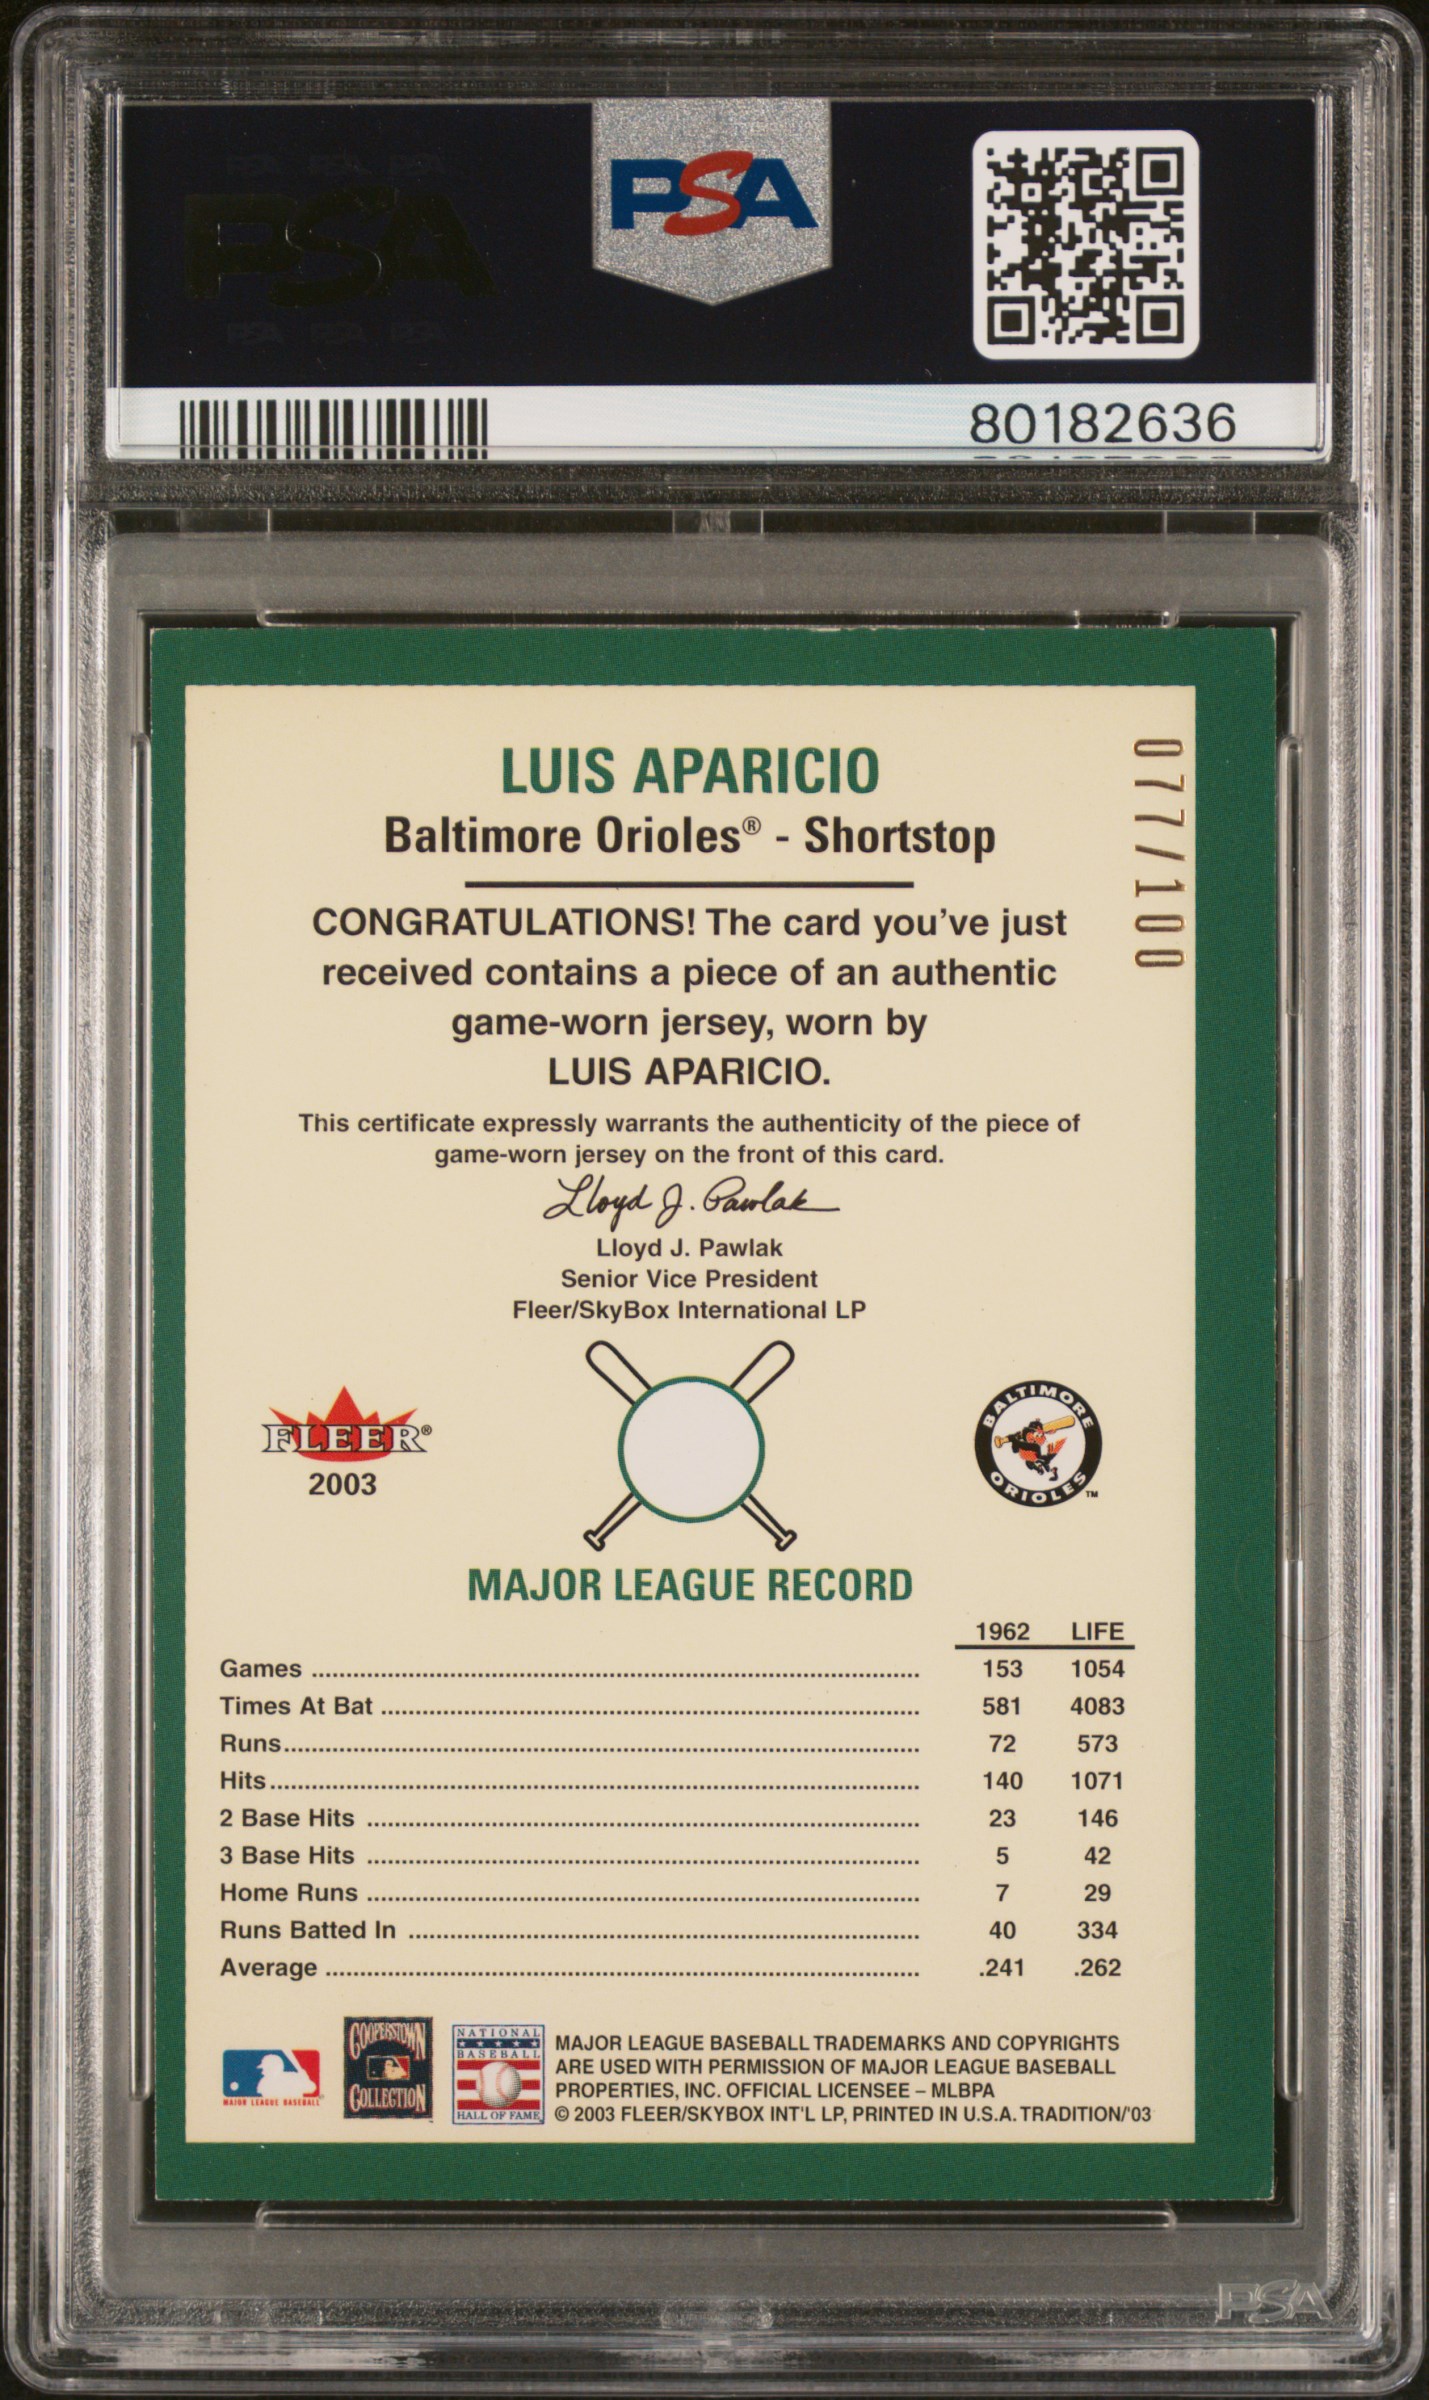 PSA
PSA
80182636
LUIS APARICIO
Baltimore Orioles® - Shortstop
077/100
CONGRATULATIONS! The card you've just
received contains a piece of an authentic
game-worn jersey, worn by
LUIS APARICIO.
This certificate expressly warrants the authenticity of the piece of
game-worn jersey on the front of this card.
Lloyd J. Pawlak
Lloyd J. Pawlak
Senior Vice President
Fleer/SkyBox International LP
FLEER®
2003
BALTIMORE
ORIOLES™
MAJOR LEAGUE RECORD
1962 LIFE
Games 153 1054
Times At Bat 581 4083
Runs 72 573
Hits 140 1071
2 Base Hits 23 146
3 Base Hits 5 42
Home Runs 7 29
Runs Batted In 40 334
Average .241 .262
MAJOR LEAGUE BASEBALL
COOPERSTOWN
COLLECTION
NATIONAL
BASEBALL
HALL OF FAME
MAJOR LEAGUE BASEBALL TRADEMARKS AND COPYRIGHTS
ARE USED WITH PERMISSION OF MAJOR LEAGUE BASEBALL
PROPERTIES, INC. OFFICIAL LICENSEE – MLBPA
© 2003 FLEER/SKYBOX INT'L LP, PRINTED IN U.S.A. TRADITION/'03
PSA